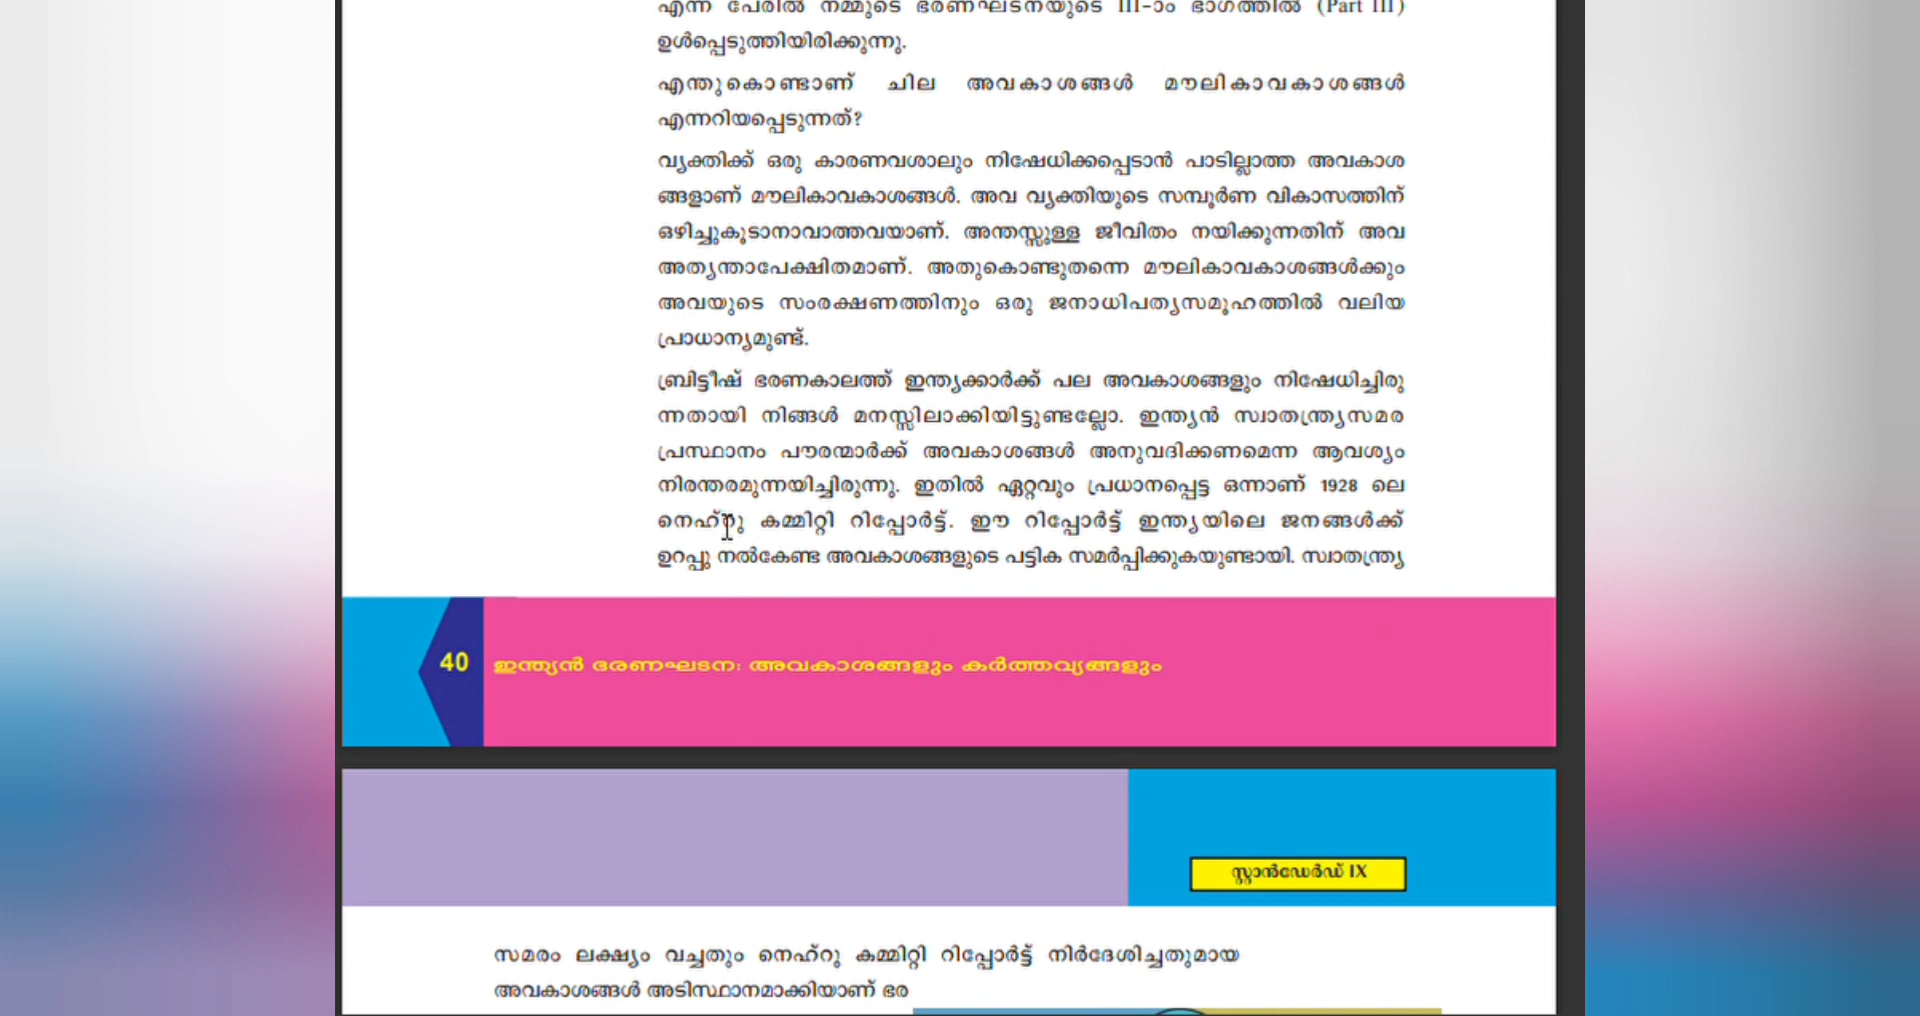 എന്ന പേരിൽ നമ്മുടെ ഭരണഘടനയുടെ III-ാം ഭാഗത്തിൽ (Part III)
ഉൾപ്പെടുത്തിയിരിക്കുന്നു.
എന്തുകൊണ്ടാണ് ചില അവകാശങ്ങൾ മൗലികാവകാശങ്ങൾ
എന്നറിയപ്പെടുന്നത്?
വ്യക്തിക്ക് ഒരു കാരണവശാലും നിഷേധിക്കപ്പെടാൻ പാടില്ലാത്ത അവകാശ
ങ്ങളാണ് മൗലികാവകാശങ്ങൾ. അവ വ്യക്തിയുടെ സമ്പൂർണ വികാസത്തിന്
ഒഴിച്ചുകൂടാനാവാത്തവയാണ്. അന്തസ്സുള്ള ജീവിതം നയിക്കുന്നതിന് അവ
അത്യന്താപേക്ഷിതമാണ്. അതുകൊണ്ടുതന്നെ മൗലികാവകാശങ്ങൾക്കും
അവയുടെ സംരക്ഷണത്തിനും ഒരു ജനാധിപത്യസമൂഹത്തിൽ വലിയ
പ്രാധാന്യമുണ്ട്.
ബ്രിട്ടീഷ് ഭരണകാലത്ത് ഇന്ത്യക്കാർക്ക് പല അവകാശങ്ങളും നിഷേധിച്ചിരു
ന്നതായി നിങ്ങൾ മനസ്സിലാക്കിയിട്ടുണ്ടല്ലോ. ഇന്ത്യൻ സ്വാതന്ത്ര്യസമര
പ്രസ്ഥാനം പൗരന്മാർക്ക് അവകാശങ്ങൾ അനുവദിക്കണമെന്ന ആവശ്യം
നിരന്തരമുന്നയിച്ചിരുന്നു. ഇതിൽ ഏറ്റവും പ്രധാനപ്പെട്ട ഒന്നാണ് 1928 ലെ
നെഹ്റു കമ്മിറ്റി റിപ്പോർട്ട്. ഈ റിപ്പോർട്ട് ഇന്ത്യയിലെ ജനങ്ങൾക്ക്
ഉറപ്പു നൽകേണ്ട അവകാശങ്ങളുടെ പട്ടിക സമർപ്പിക്കുകയുണ്ടായി. സ്വാതന്ത്ര്യ
40 ഇന്ത്യൻ ഭരണഘടന: അവകാശങ്ങളും കർത്തവ്യങ്ങളും
സ്റ്റാൻഡേർഡ് IX
സമരം ലക്ഷ്യം വച്ചതും നെഹ്റു കമ്മിറ്റി റിപ്പോർട്ട് നിർദേശിച്ചതുമായ
അവകാശങ്ങൾ അടിസ്ഥാനമാക്കിയാണ് ഭര